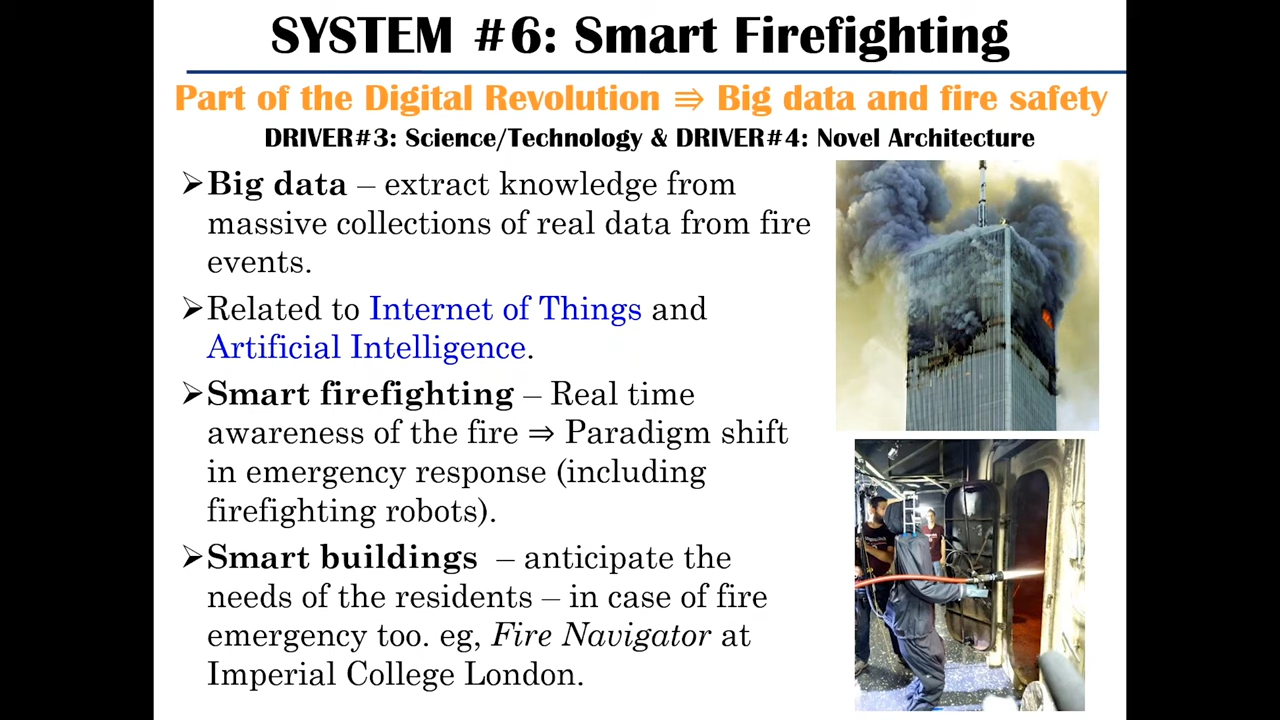 SYSTEM #6: Smart Firefighting
Part of the Digital Revolution ⇛ Big data and fire safety
DRIVER#3: Science/Technology & DRIVER#4: Novel Architecture
➢Big data – extract knowledge from
massive collections of real data from fire
events.
➢Related to Internet of Things and
Artificial Intelligence.
➢Smart firefighting – Real time
awareness of the fire ⇒ Paradigm shift
in emergency response (including
firefighting robots).
➢Smart buildings – anticipate the
needs of the residents – in case of fire
emergency too. eg, Fire Navigator at
Imperial College London.